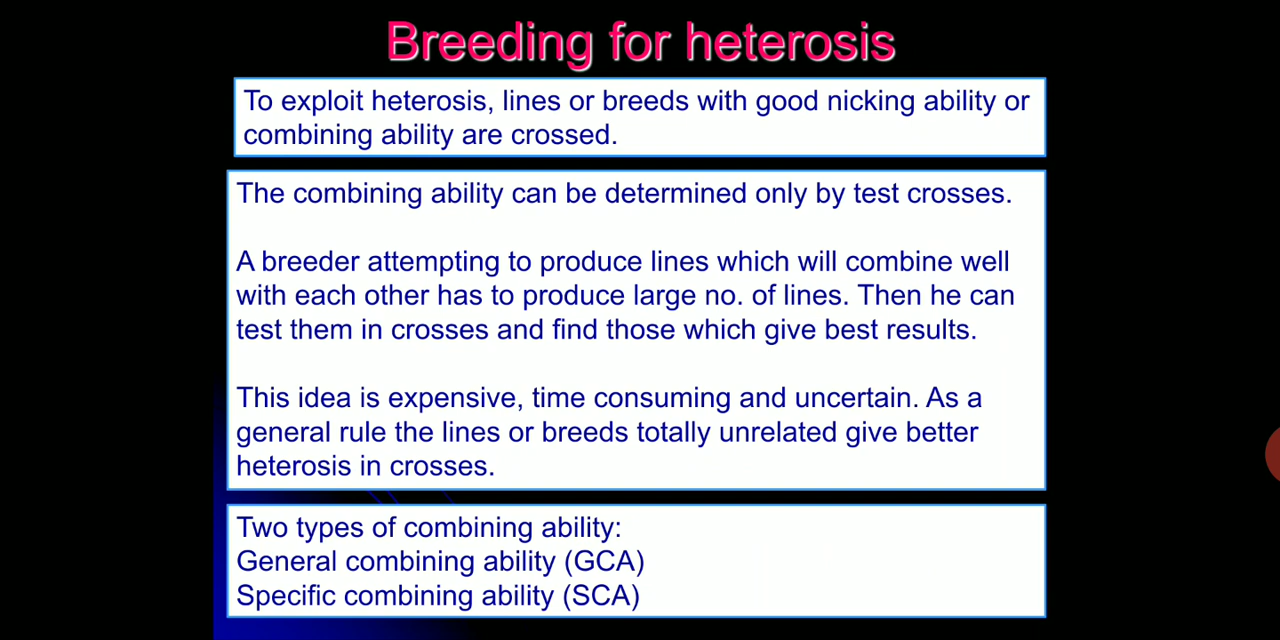 Breeding for heterosis
To exploit heterosis, lines or breeds with good nicking ability or
combining ability are crossed.
The combining ability can be determined only by test crosses.
A breeder attempting to produce lines which will combine well
with each other has to produce large no. of lines. Then he can
test them in crosses and find those which give best results.
This idea is expensive, time consuming and uncertain. As a
general rule the lines or breeds totally unrelated give better
heterosis in crosses.
Two types of combining ability:
General combining ability (GCA)
Specific combining ability (SCA)